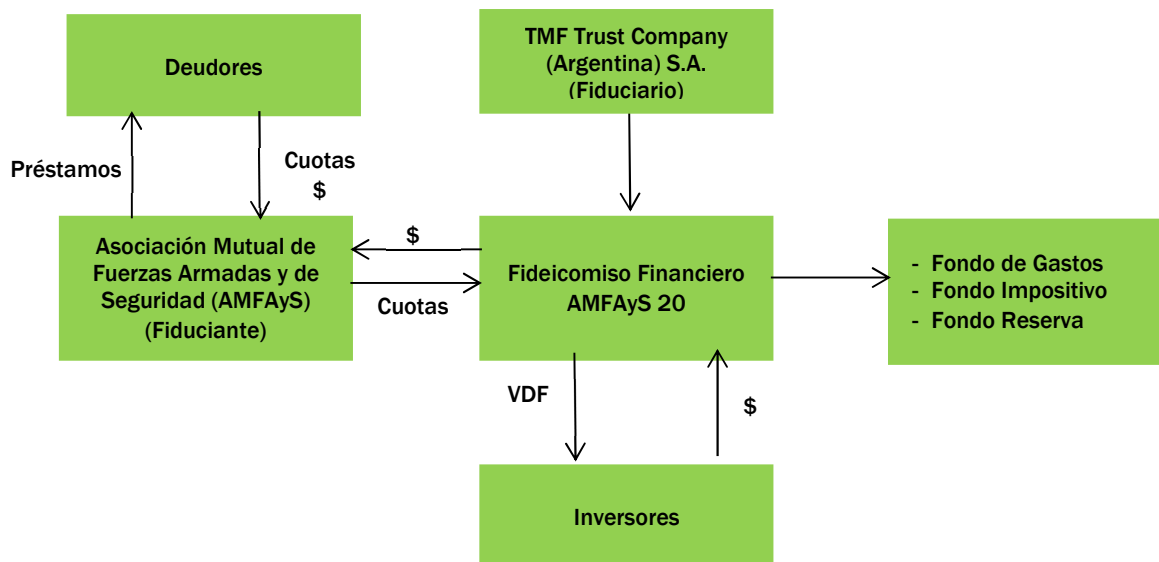 Deudores
TMF Trust Company
(Argentina) S.A.
(Fiduciario)
Préstamos
Cuotas
$
Asociación Mutual de
Fuerzas Armadas y de
Seguridad (AMFAyS)
(Fiduciante)
$
Cuotas
Fideicomiso Financiero
AMFAyS 20
- Fondo de Gastos
- Fondo Impositivo
- Fondo Reserva
VDF
$
Inversores